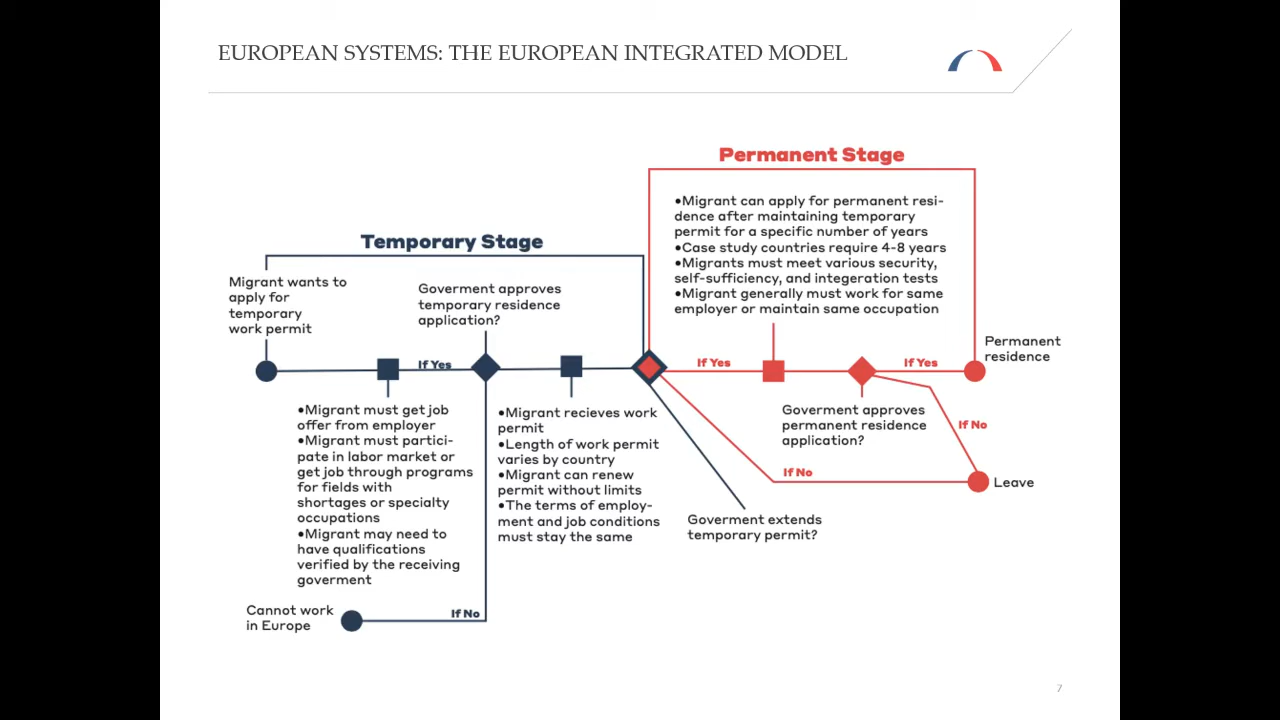 EUROPEAN SYSTEMS: THE EUROPEAN INTEGRATED MODEL
Permanent Stage
•Migrant can apply for permanent resi-
dence after maintaining temporary
permit for a specific number of years
•Case study countries require 4-8 years
•Migrants must meet various security,
self-sufficiency, and integeration tests
•Migrant generally must work for same
employer or maintain same occupation
Temporary Stage
Migrant wants to
apply for
temporary
work permit
Goverment approves
temporary residence
application?
If Yes
If Yes
If Yes
Permanent
residence
•Migrant must get job
offer from employer
•Migrant must partici-
pate in labor market or
get job through programs
for fields with
shortages or specialty
occupations
•Migrant may need to
have qualifications
verified by the receiving
goverment
•Migrant recieves work
permit
•Length of work permit
varies by country
•Migrant can renew
permit without limits
•The terms of employ-
ment and job conditions
must stay the same
Goverment approves
permanent residence
application?
If No
If No
Leave
Goverment extends
temporary permit?
Cannot work
in Europe
If No
7